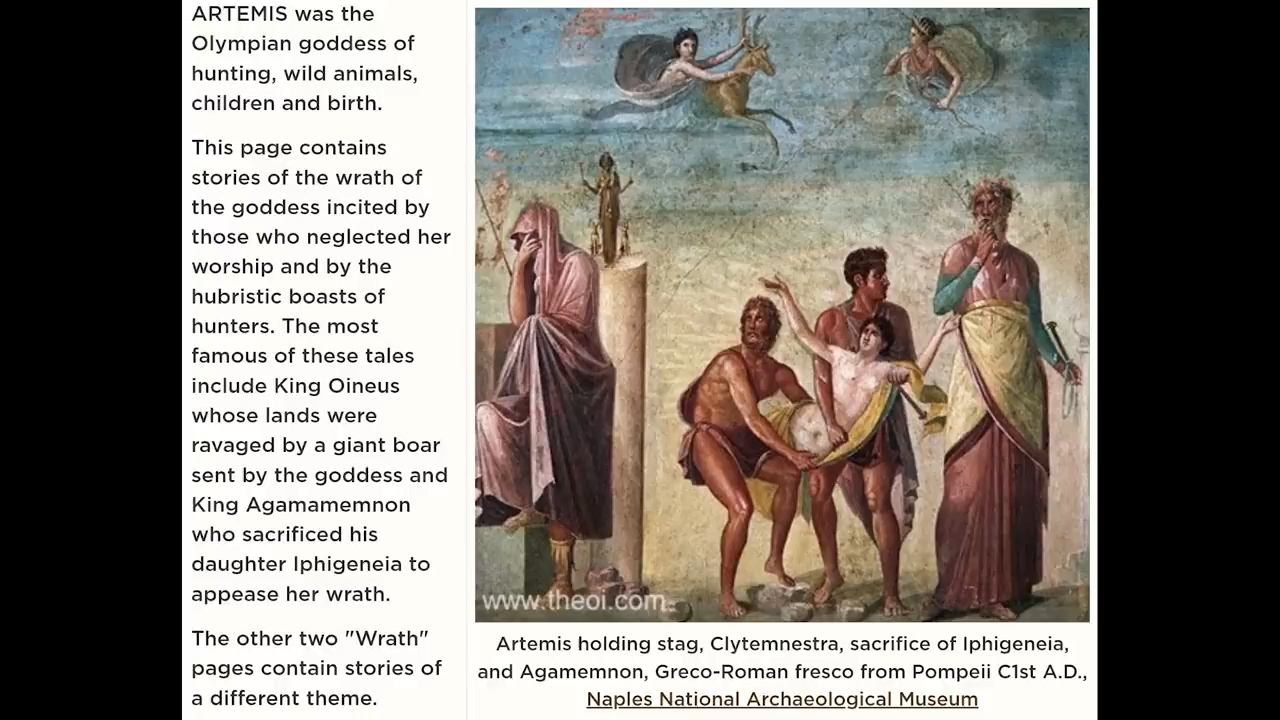 ARTEMIS was the
Olympian goddess of
hunting, wild animals,
children and birth.
This page contains
stories of the wrath of
the goddess incited by
those who neglected her
worship and by the
hubristic boasts of
hunters. The most
famous of these tales
include King Oineus
whose lands were
ravaged by a giant boar
sent by the goddess and
King Agamamemnon
who sacrificed his
daughter Iphigeneia to
appease her wrath.
The other two "Wrath"
pages contain stories of
a different theme.
www.theoi.com
Artemis holding stag, Clytemnestra, sacrifice of Iphigeneia,
and Agamemnon, Greco-Roman fresco from Pompeii C1st A.D.,
Naples National Archaeological Museum